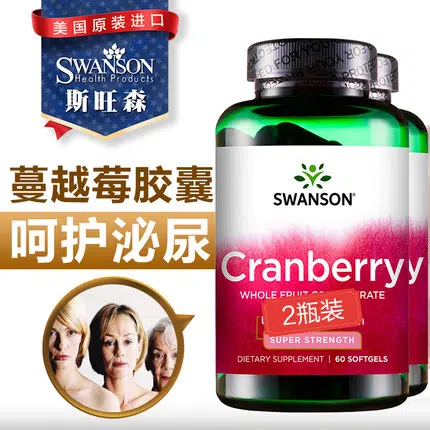 美国原装进口
SWANSON
Health Products
斯旺森
蔓越莓胶囊
呵护泌尿
SWANSON®
Cranberry
WHOLE FRUIT
2瓶装
SUPER STRENGTH
DIETARY SUPPLEMENT | 60 SOFTGELS